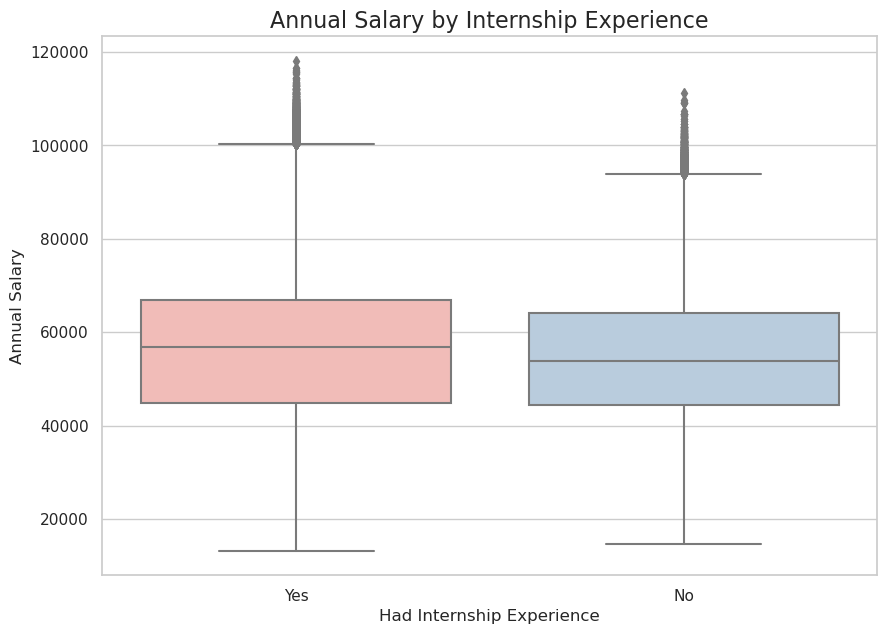 Annual Salary by Internship Experience
120000
100000
80000
60000
40000
20000
Annual Salary
Yes
No
Had Internship Experience